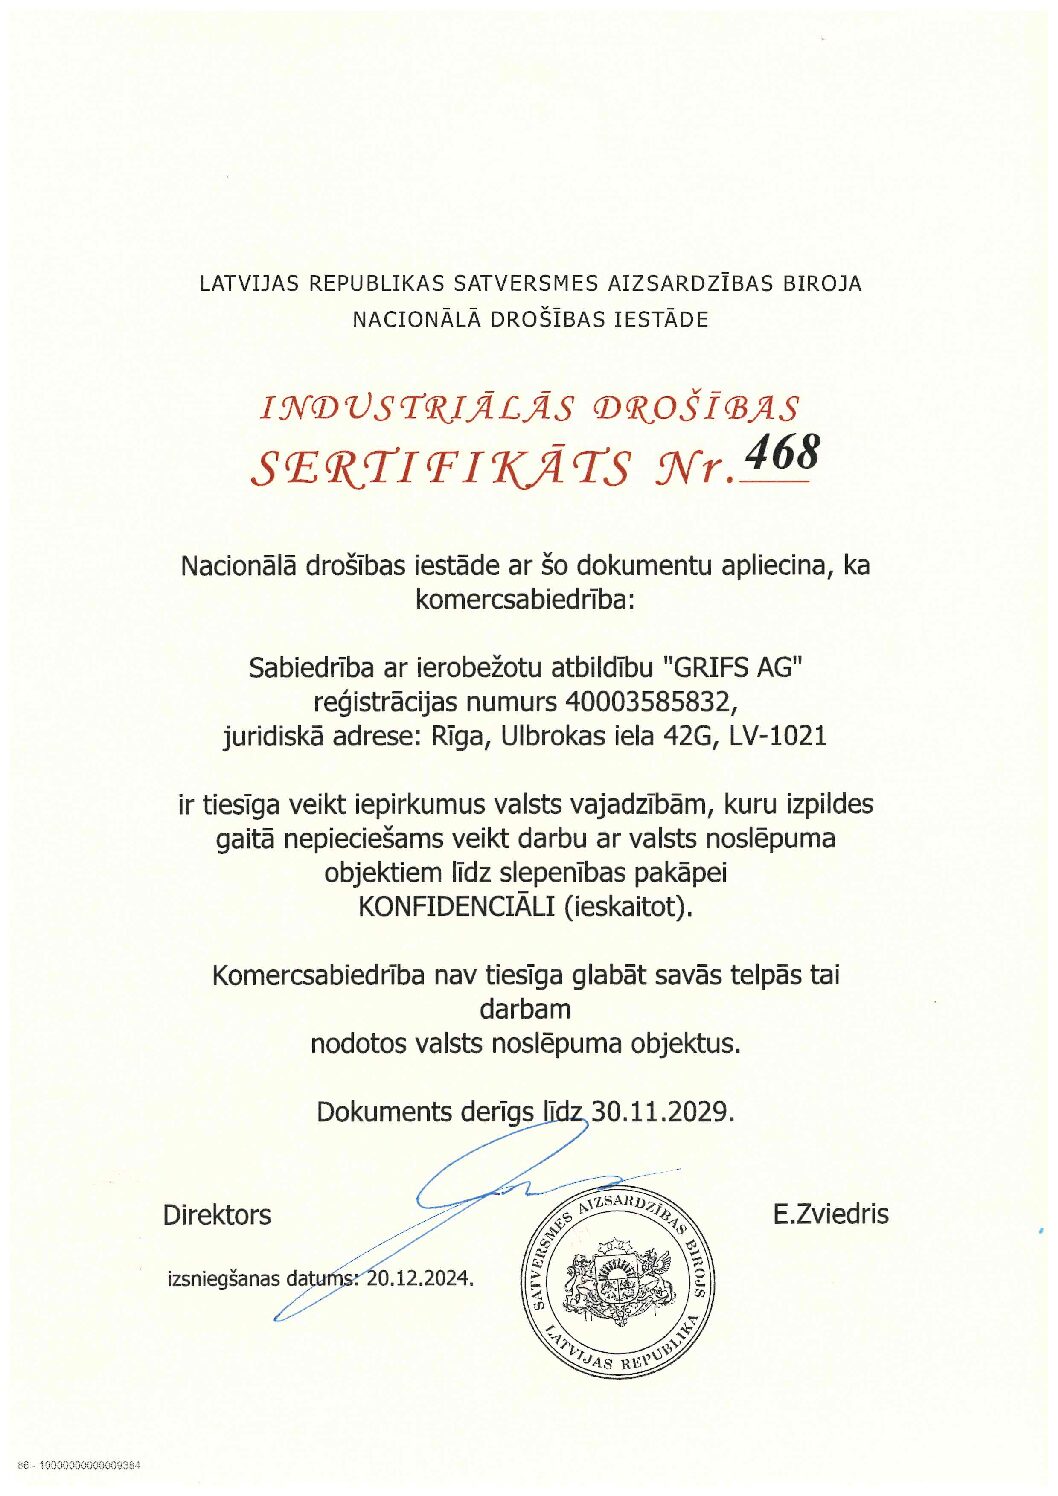 LATVIJAS REPUBLIKAS SATVERSMES AIZSARDZĪBAS BIROJA
NACIONĀLĀ DROŠĪBAS IESTĀDE
INDUSTRIĀLĀS DROŠĪBAS
SERTIFIKĀTS Nr. 468
Nacionālā drošības iestāde ar šo dokumentu apliecina, ka
komercsabiedrība:
Sabiedrība ar ierobežotu atbildību "GRIFS AG"
reģistrācijas numurs 40003585832,
juridiskā adrese: Rīga, Ulbrokas iela 42G, LV-1021
ir tiesīga veikt iepirkumus valsts vajadzībām, kuru izpildes
gaitā nepieciešams veikt darbu ar valsts noslēpuma
objektiem līdz slepenības pakāpei
KONFIDENCIĀLI (ieskaitot).
Komercsabiedrība nav tiesīga glabāt savās telpās tai
darbam
nodotos valsts noslēpuma objektus.
Dokuments derīgs līdz 30.11.2029.
Direktors
E.Zviedris
izsniegšanas datums: 20.12.2024.
SATVERSMES AIZSARDZĪBAS BIROJS
LATVIJAS REPUBLIKA